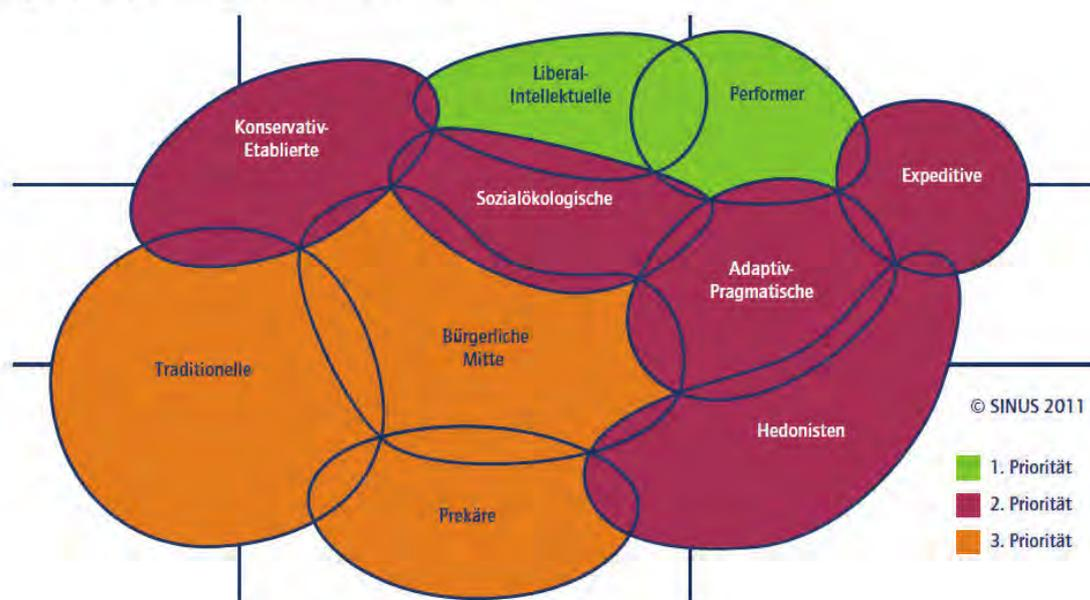 Liberal-
Intellektuelle
Performer
Konservativ-
Etablierte
Expeditive
Sozialökologische
Adaptiv-
Pragmatische
Bürgerliche
Mitte
Traditionelle
Hedonisten
Prekäre
© SINUS 2011
1. Priorität
2. Priorität
3. Priorität